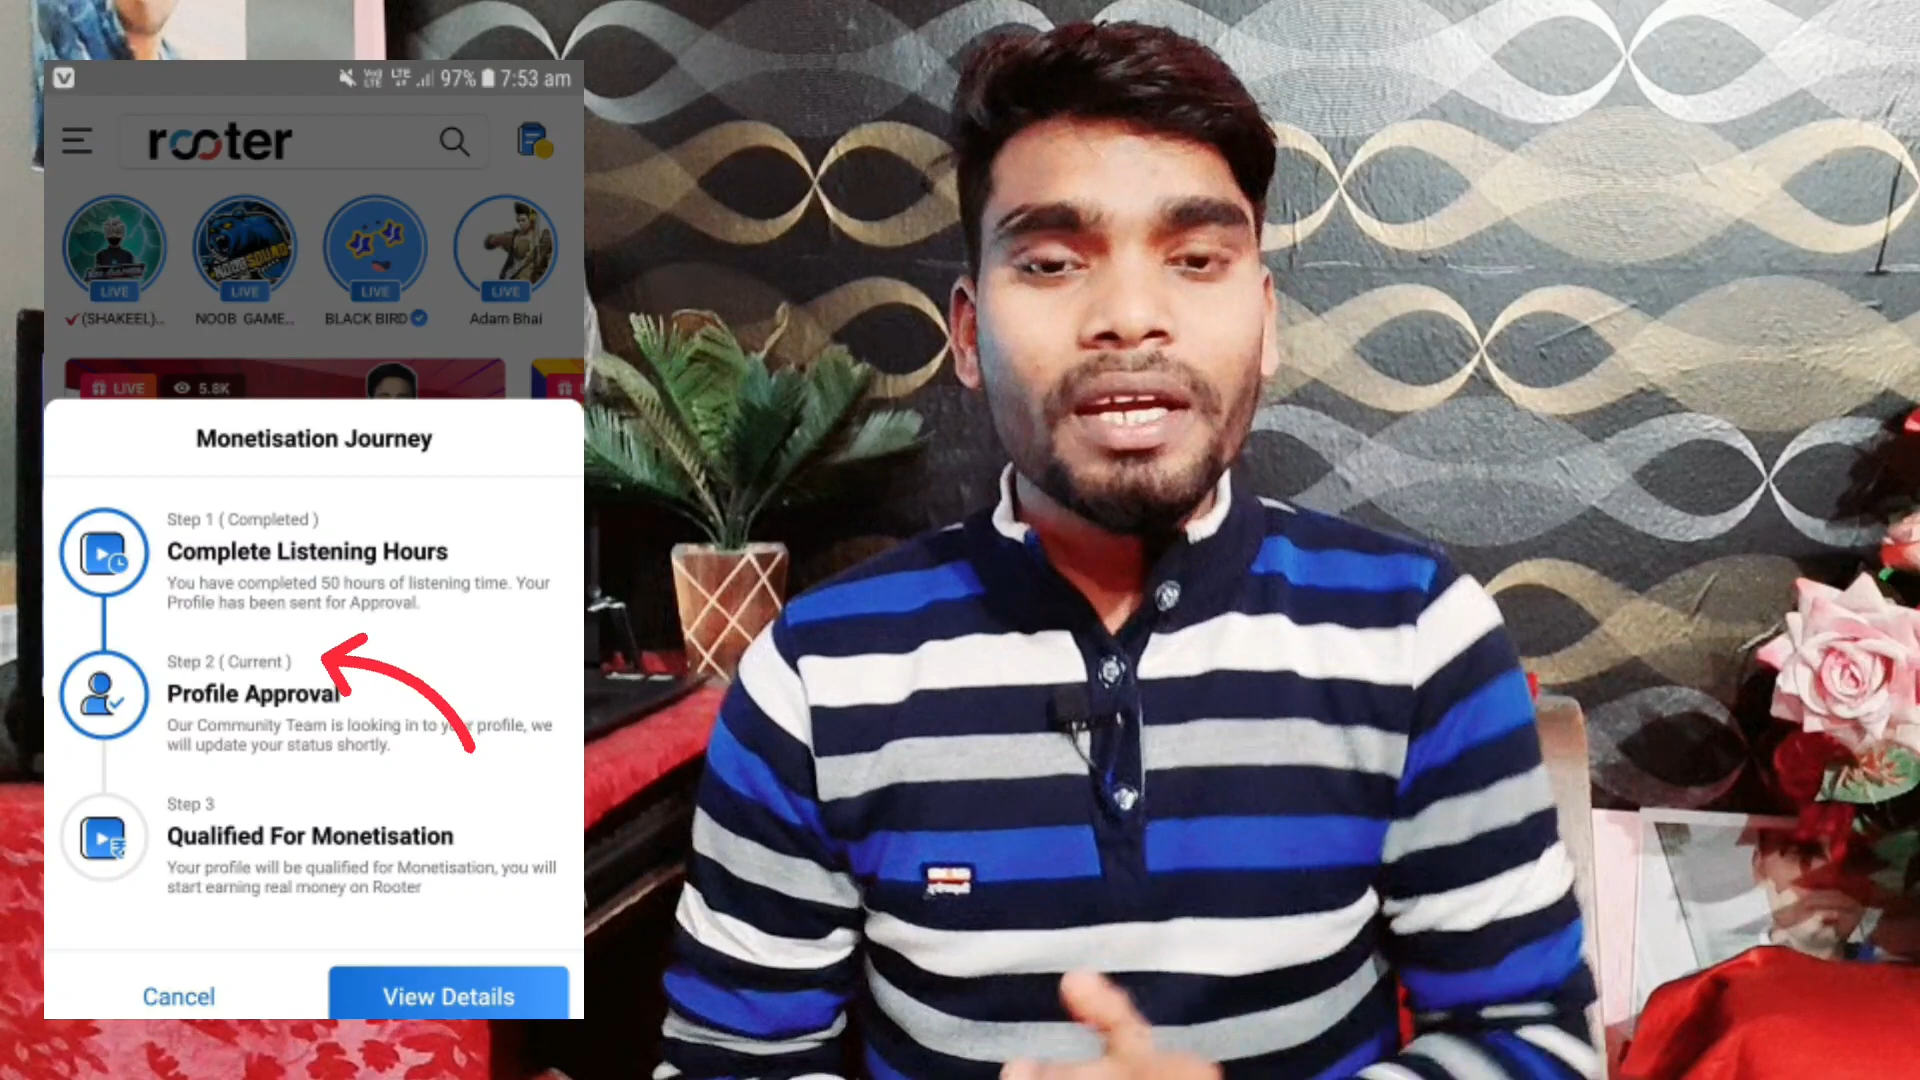 97% 7:53 am
rooter
LIVE LIVE LIVE LIVE
(SHAKEEL).. NOOB GAME.. BLACK BIRD Adam Bhai
LIVE 5.8K
Monetisation Journey
Step 1 ( Completed )
Complete Listening Hours
You have completed 50 hours of listening time. Your
Profile has been sent for Approval.
Step 2 ( Current )
Profile Approval
Our Community Team is looking in to your profile, we
will update your status shortly.
Step 3
Qualified For Monetisation
Your profile will be qualified for Monetisation, you will
start earning real money on Rooter
Cancel View Details